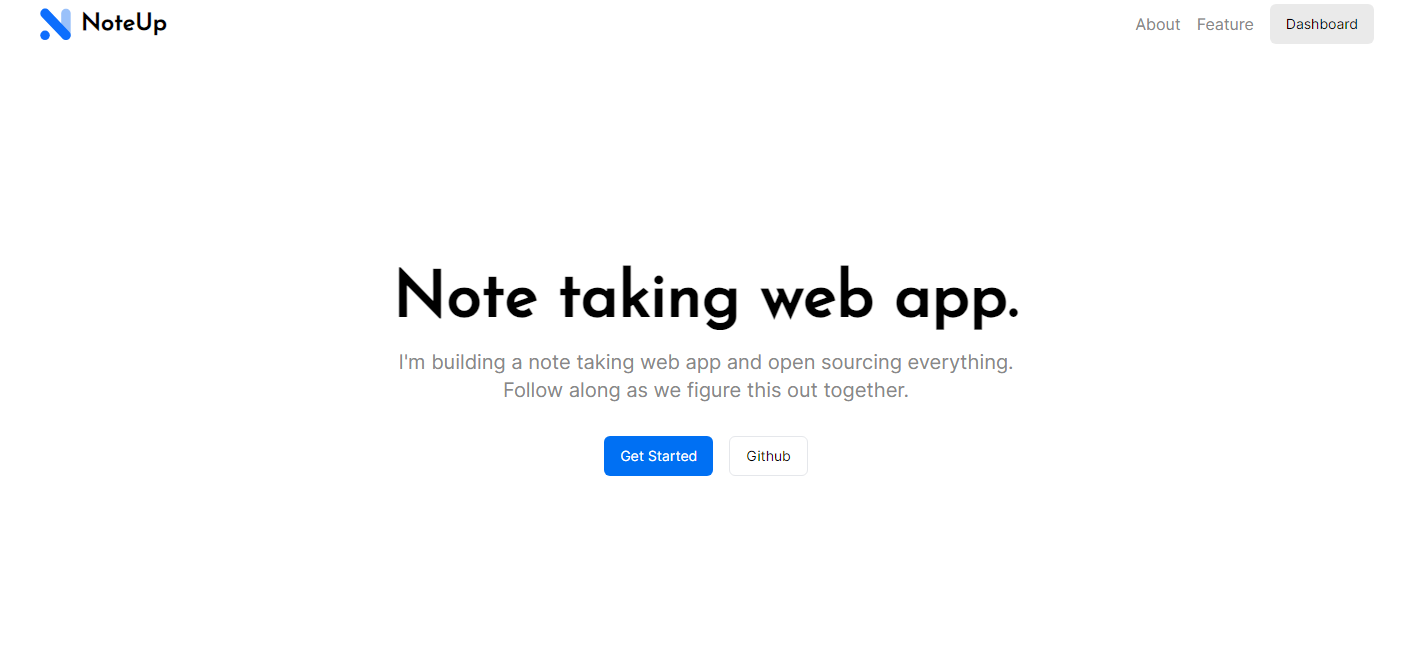 NoteUp
About Feature Dashboard
Note taking web app.
I'm building a note taking web app and open sourcing everything.
Follow along as we figure this out together.
Get Started Github